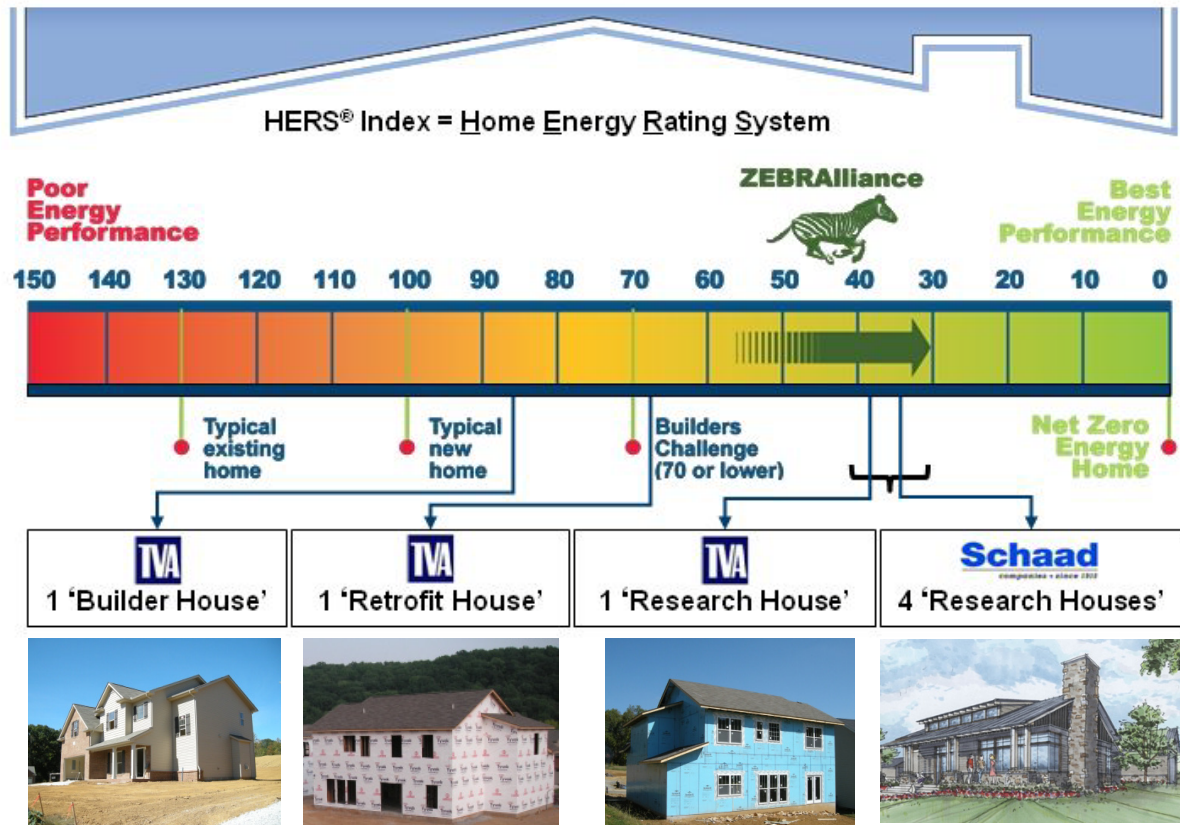 HERS® Index = Home Energy Rating System
ZEBRAlliance
Poor
Energy
Performance
Best
Energy
Performance
150 140 130 120 110 100 90 80 70 60 50 40 30 20 10 0
Typical
existing
home
Typical
new
home
Builders
Challenge
(70 or lower)
Net Zero
Energy
Home
TVA
1 ‘Builder House’
TVA
1 ‘Retrofit House’
TVA
1 ‘Research House’
Schaad
companies • since 1910
4 ‘Research Houses’